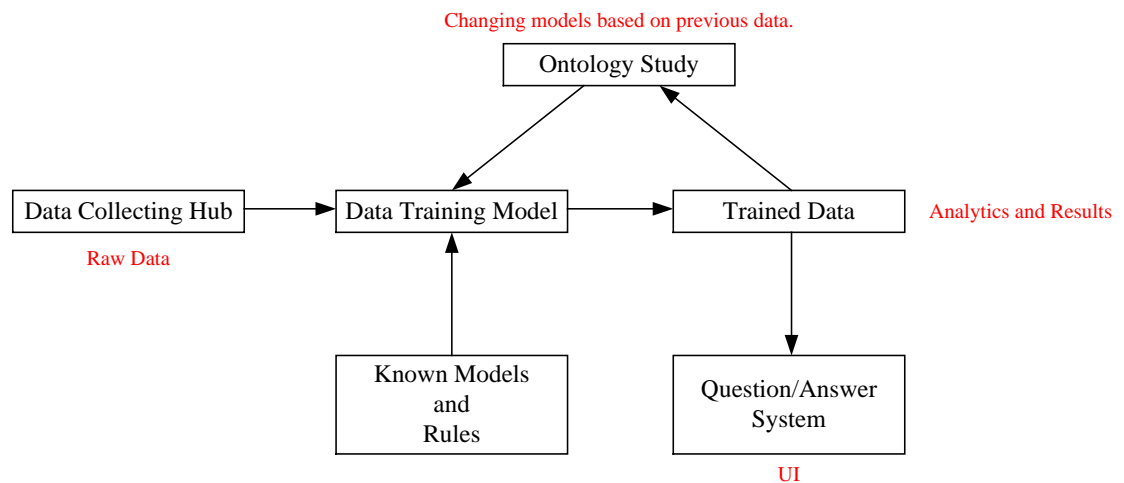 Changing models based on previous data.
Ontology Study
Data Collecting Hub
Data Training Model
Trained Data
Analytics and Results
Raw Data
Known Models
and
Rules
Question/Answer
System
UI